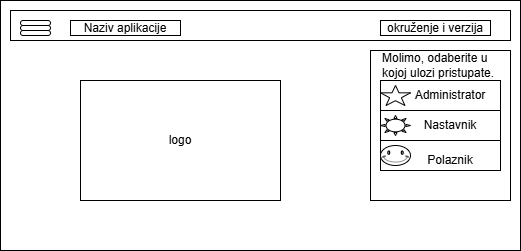 Naziv aplikacije
okruženje i verzija
Molimo, odaberite u
kojoj ulozi pristupate.
Administrator
Nastavnik
Polaznik
logo